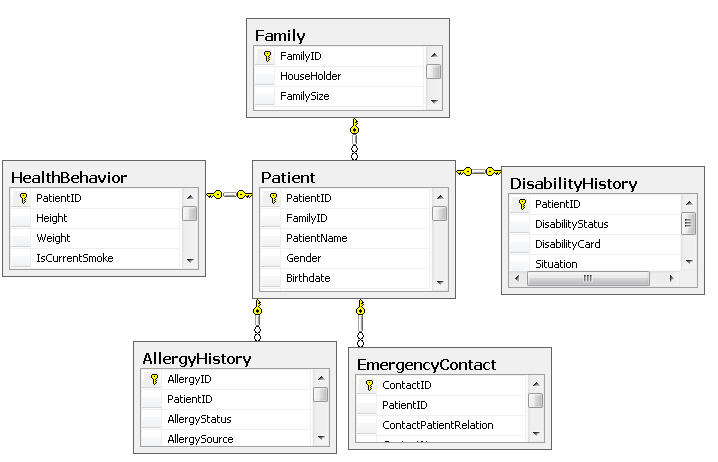 Family
FamilyID
HouseHolder
FamilySize
HealthBehavior
PatientID
Height
Weight
IsCurrentSmoke
Patient
PatientID
FamilyID
PatientName
Gender
Birthdate
DisabilityHistory
PatientID
DisabilityStatus
DisabilityCard
Situation
AllergyHistory
AllergyID
PatientID
AllergyStatus
AllergySource
EmergencyContact
ContactID
PatientID
ContactPatientRelation